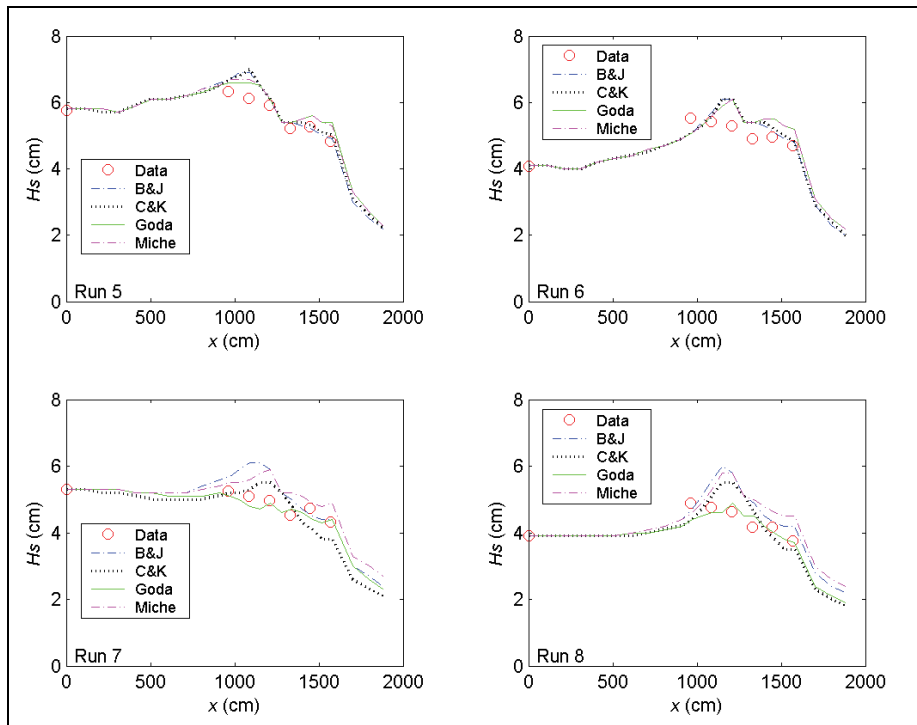 8
6
4
2
0
Hs (cm)
Data
B&J
C&K
Goda
Miche
Run 5
0 500 1000 1500 2000
x (cm)
8
6
4
2
0
Hs (cm)
Data
B&J
C&K
Goda
Miche
Run 6
0 500 1000 1500 2000
x (cm)
8
6
4
2
0
Hs (cm)
Data
B&J
C&K
Goda
Miche
Run 7
0 500 1000 1500 2000
x (cm)
8
6
4
2
0
Hs (cm)
Data
B&J
C&K
Goda
Miche
Run 8
0 500 1000 1500 2000
x (cm)